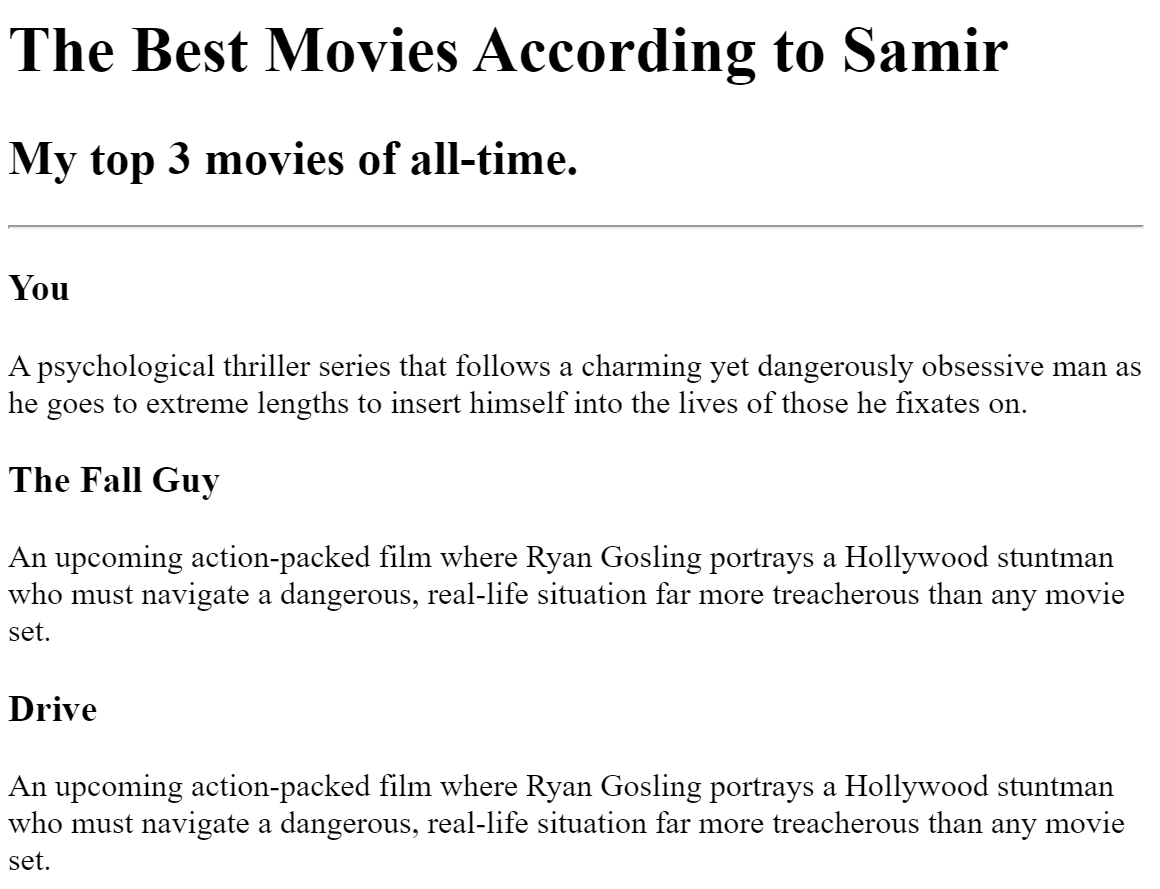 The Best Movies According to Samir
My top 3 movies of all-time.
You
A psychological thriller series that follows a charming yet dangerously obsessive man as
he goes to extreme lengths to insert himself into the lives of those he fixates on.
The Fall Guy
An upcoming action-packed film where Ryan Gosling portrays a Hollywood stuntman
who must navigate a dangerous, real-life situation far more treacherous than any movie
set.
Drive
An upcoming action-packed film where Ryan Gosling portrays a Hollywood stuntman
who must navigate a dangerous, real-life situation far more treacherous than any movie
set.